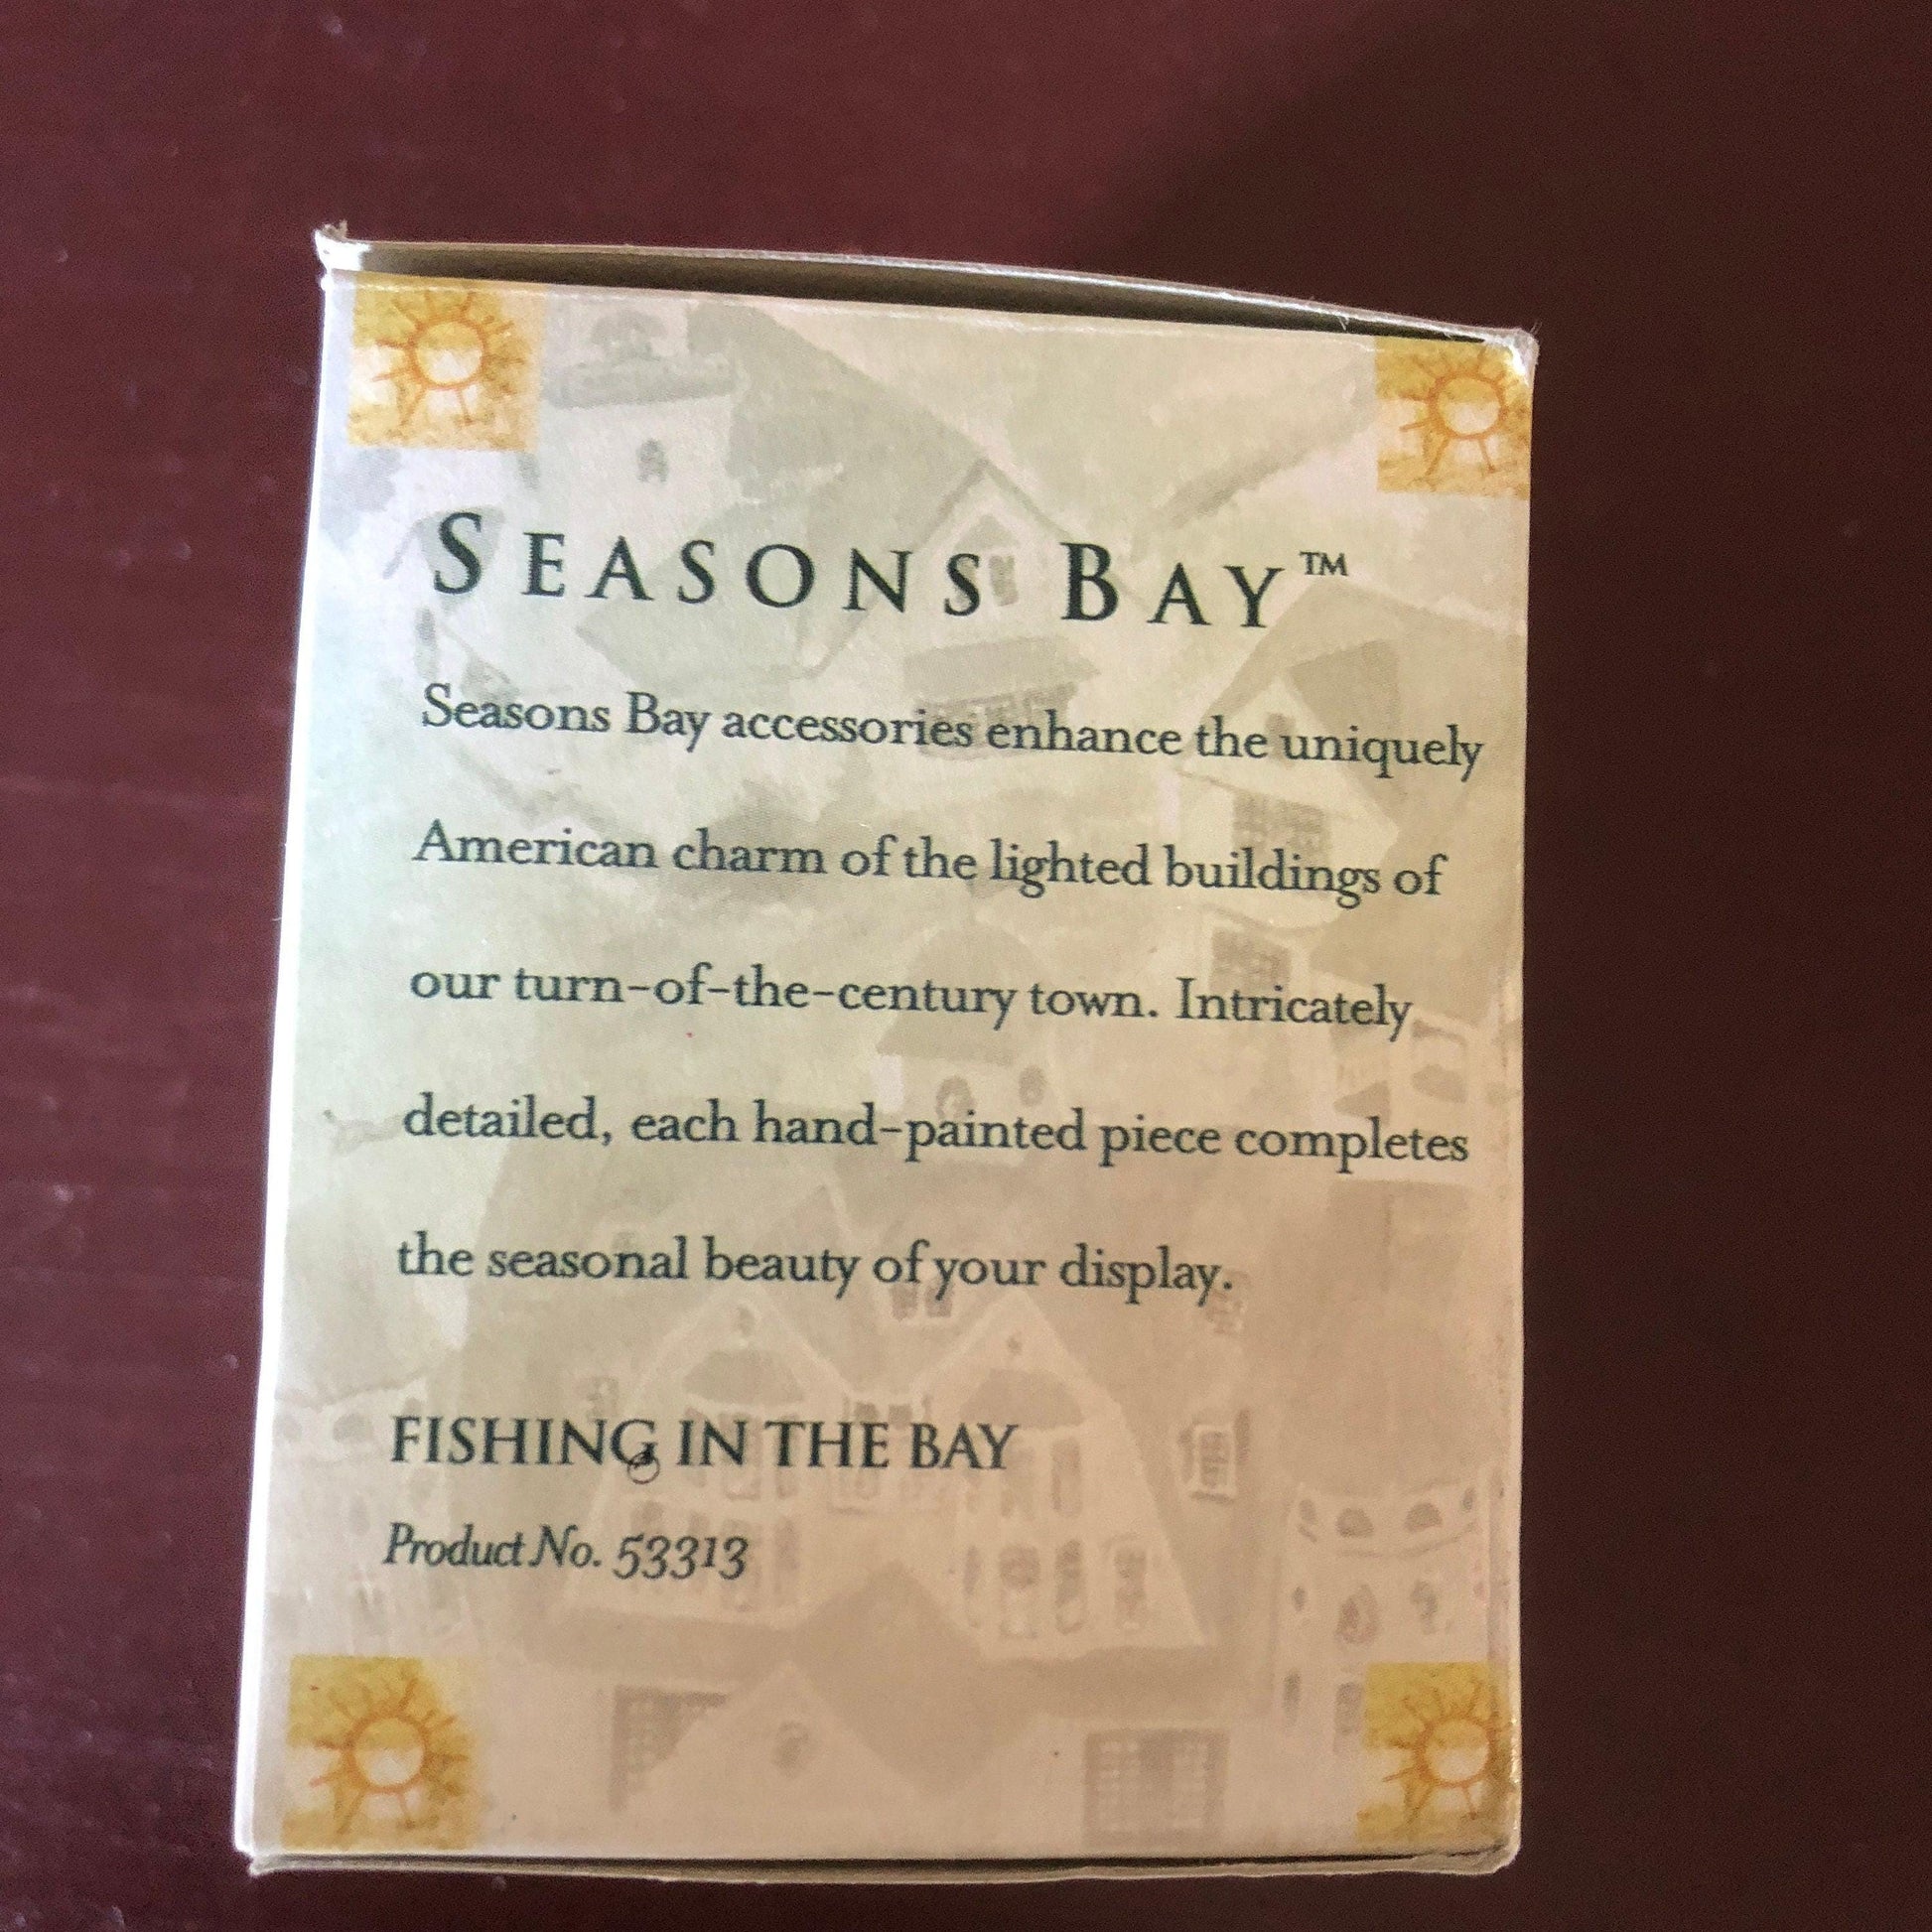 SEASONS BAY™
Seasons Bay accessories enhance the uniquely
American charm of the lighted buildings of
our turn-of-the-century town. Intricately
detailed, each hand-painted piece completes
the seasonal beauty of your display.
FISHING IN THE BAY
Product No. 53313